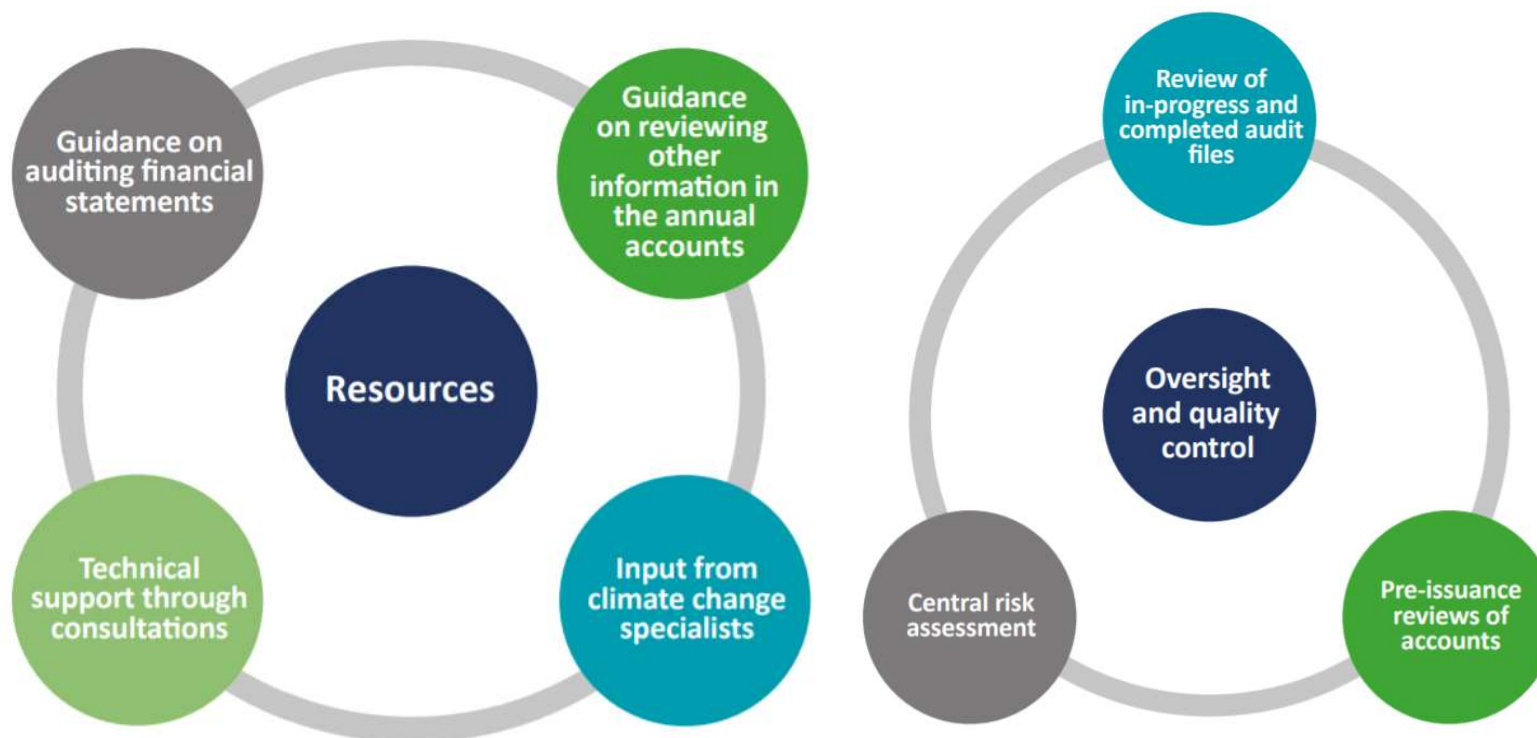 Guidance on
auditing financial
statements
Guidance
on reviewing
other
information in
the annual
accounts
Resources
Technical
support through
consultations
Input from
climate change
specialists
Review of
in-progress and
completed audit
files
Oversight
and quality
control
Central risk
assessment
Pre-issuance
reviews of
accounts